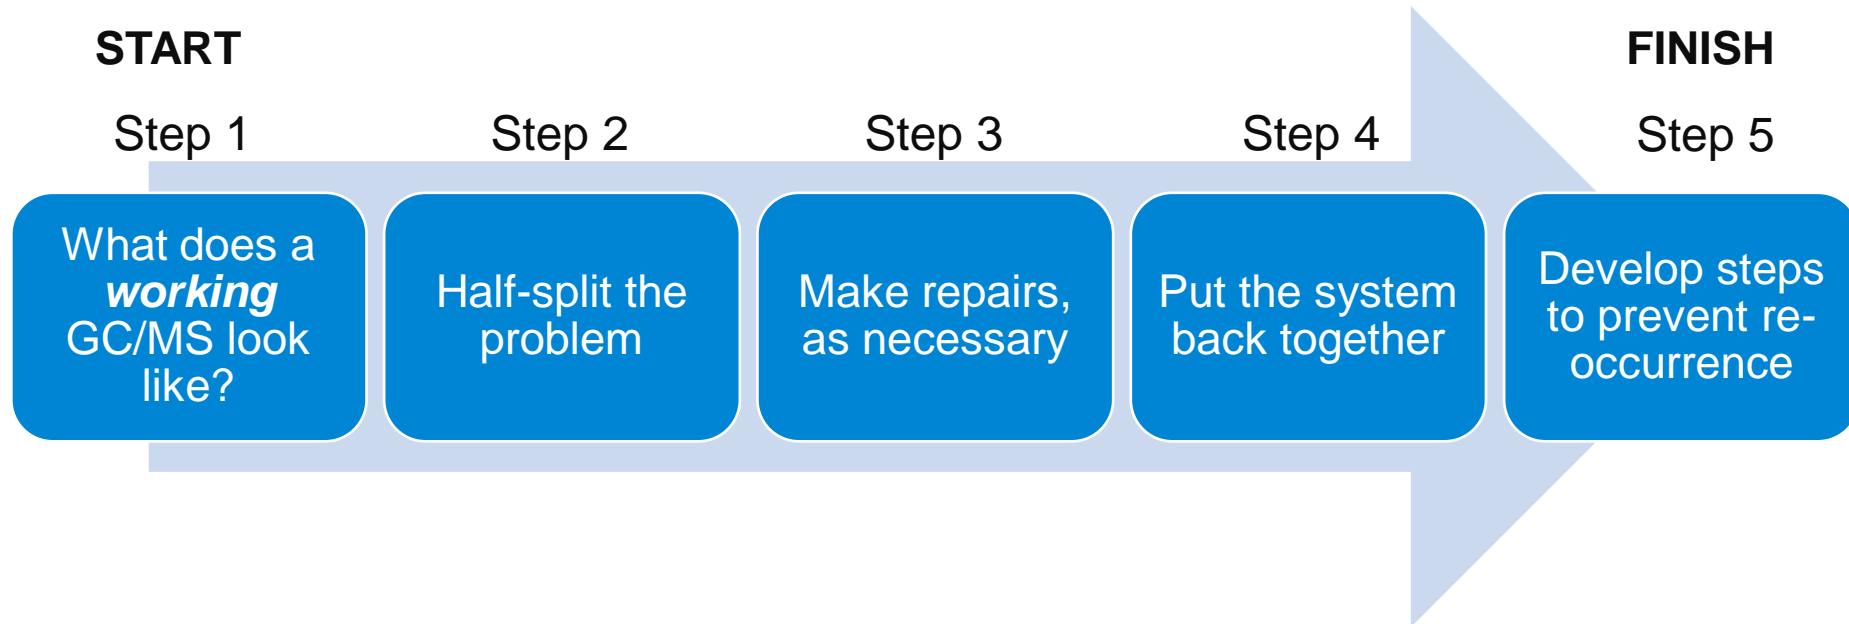 START
FINISH
Step 1
Step 2
Step 3
Step 4
Step 5
What does a
working
GC/MS look
like?
Half-split the
problem
Make repairs,
as necessary
Put the system
back together
Develop steps
to prevent re-
occurrence